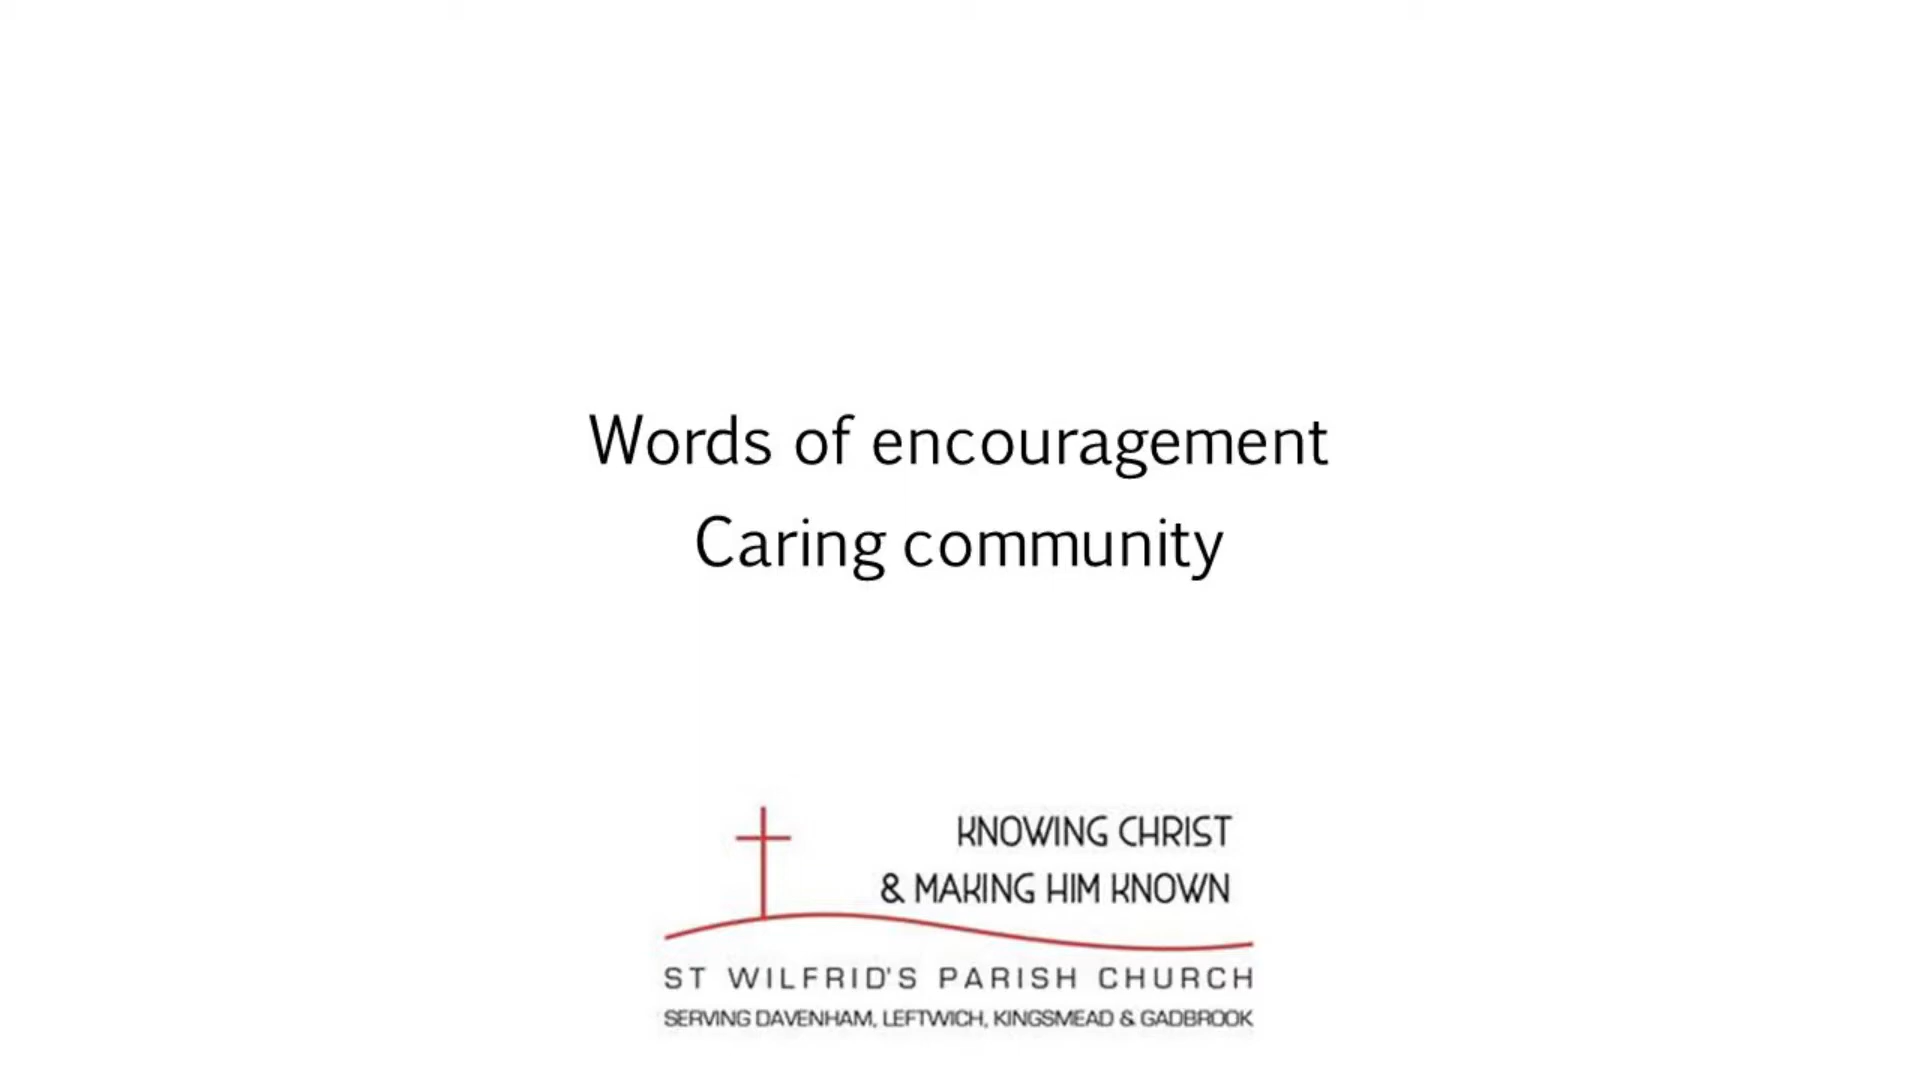 Words of encouragement
Caring community
KNOWING CHRIST
& MAKING HIM KNOWN
ST WILFRID'S PARISH CHURCH
SERVING DAVENHAM, LEFTWICH, KINGSMEAD & GADBROOK